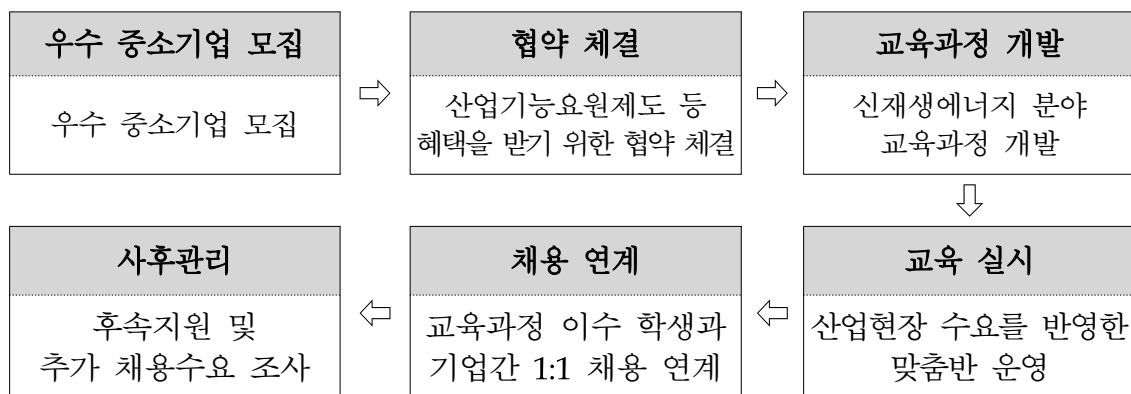 우수 중소기업 모집
우수 중소기업 모집
⇨
협약 체결
산업기능요원제도 등
혜택을 받기 위한 협약 체결
⇨
교육과정 개발
신재생에너지 분야
교육과정 개발
⇩
교육 실시
산업현장 수요를 반영한
맞춤반 운영
⇦
채용 연계
교육과정 이수 학생과
기업간 1:1 채용 연계
⇦
사후관리
후속지원 및
추가 채용수요 조사